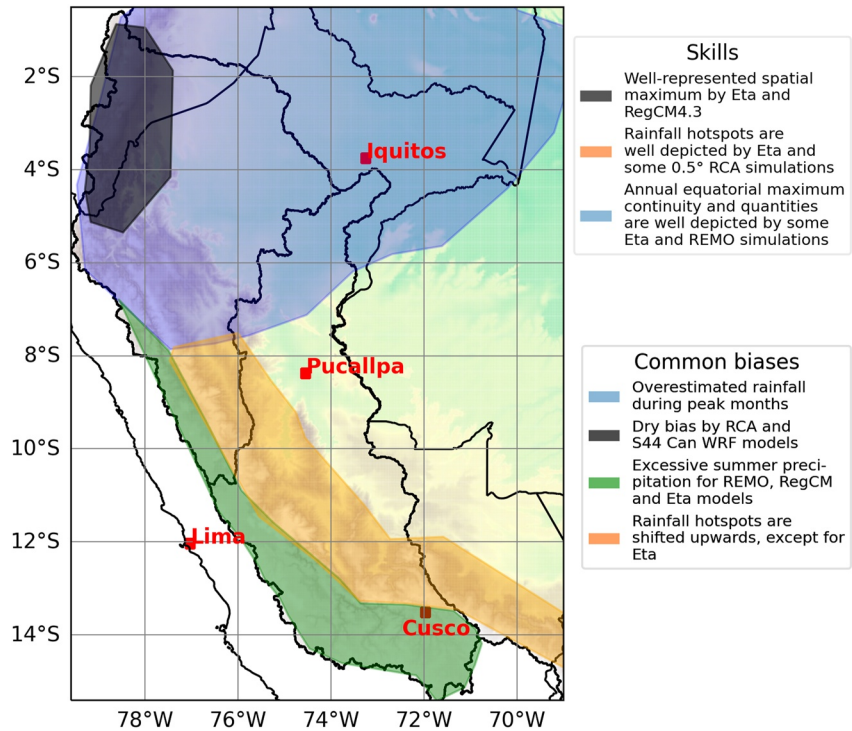 2°S
4°S
6°S
8°S
10°S
12°S
14°S
Iquitos
Pucallpa
Lima
Cusco
78°W 76°W 74°W 72°W 70°W
Skills
Well-represented spatial
maximum by Eta and
RegCM4.3
Rainfall hotspots are
well depicted by Eta and
some 0.5° RCA simulations
Annual equatorial maximum
continuity and quantities
are well depicted by some
Eta and REMO simulations
Common biases
Overestimated rainfall
during peak months
Dry bias by RCA and
S44 Can WRF models
Excessive summer preci-
pitation for REMO, RegCM
and Eta models
Rainfall hotspots are
shifted upwards, except for
Eta